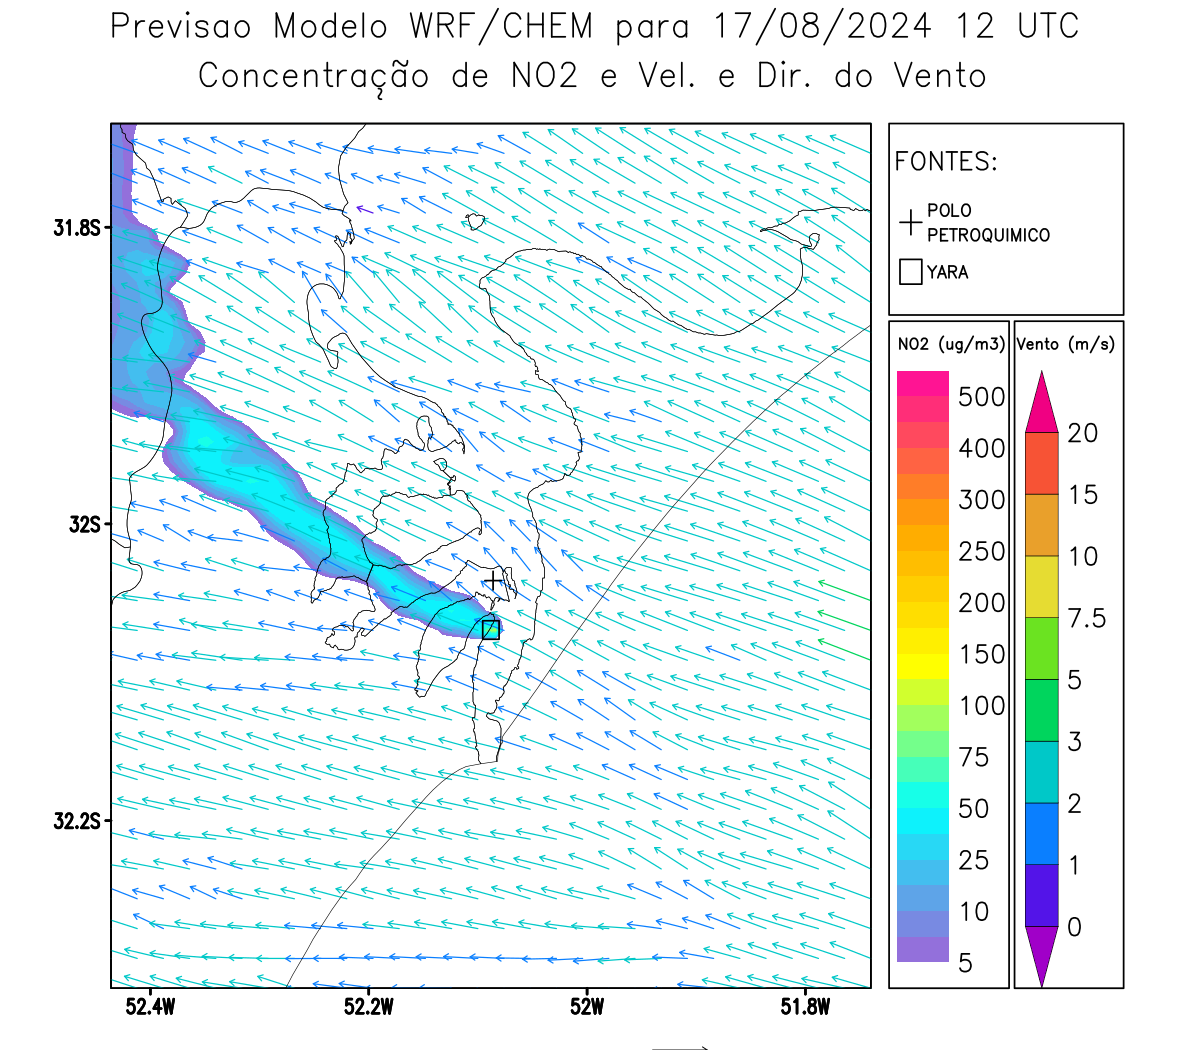 Previsao Modelo WRF/CHEM para 17/08/2024 12 UTC
Concentração de NO2 e Vel. e Dir. do Vento
FONTES:
POLO
PETROQUIMICO
YARA
NO2 (ug/m3)
500
400
300
250
200
150
100
75
50
25
10
5
Vento (m/s)
20
15
10
7.5
5
3
2
1
0
31.8S
32S
32.2S
52.4W
52.2W
52W
51.8W